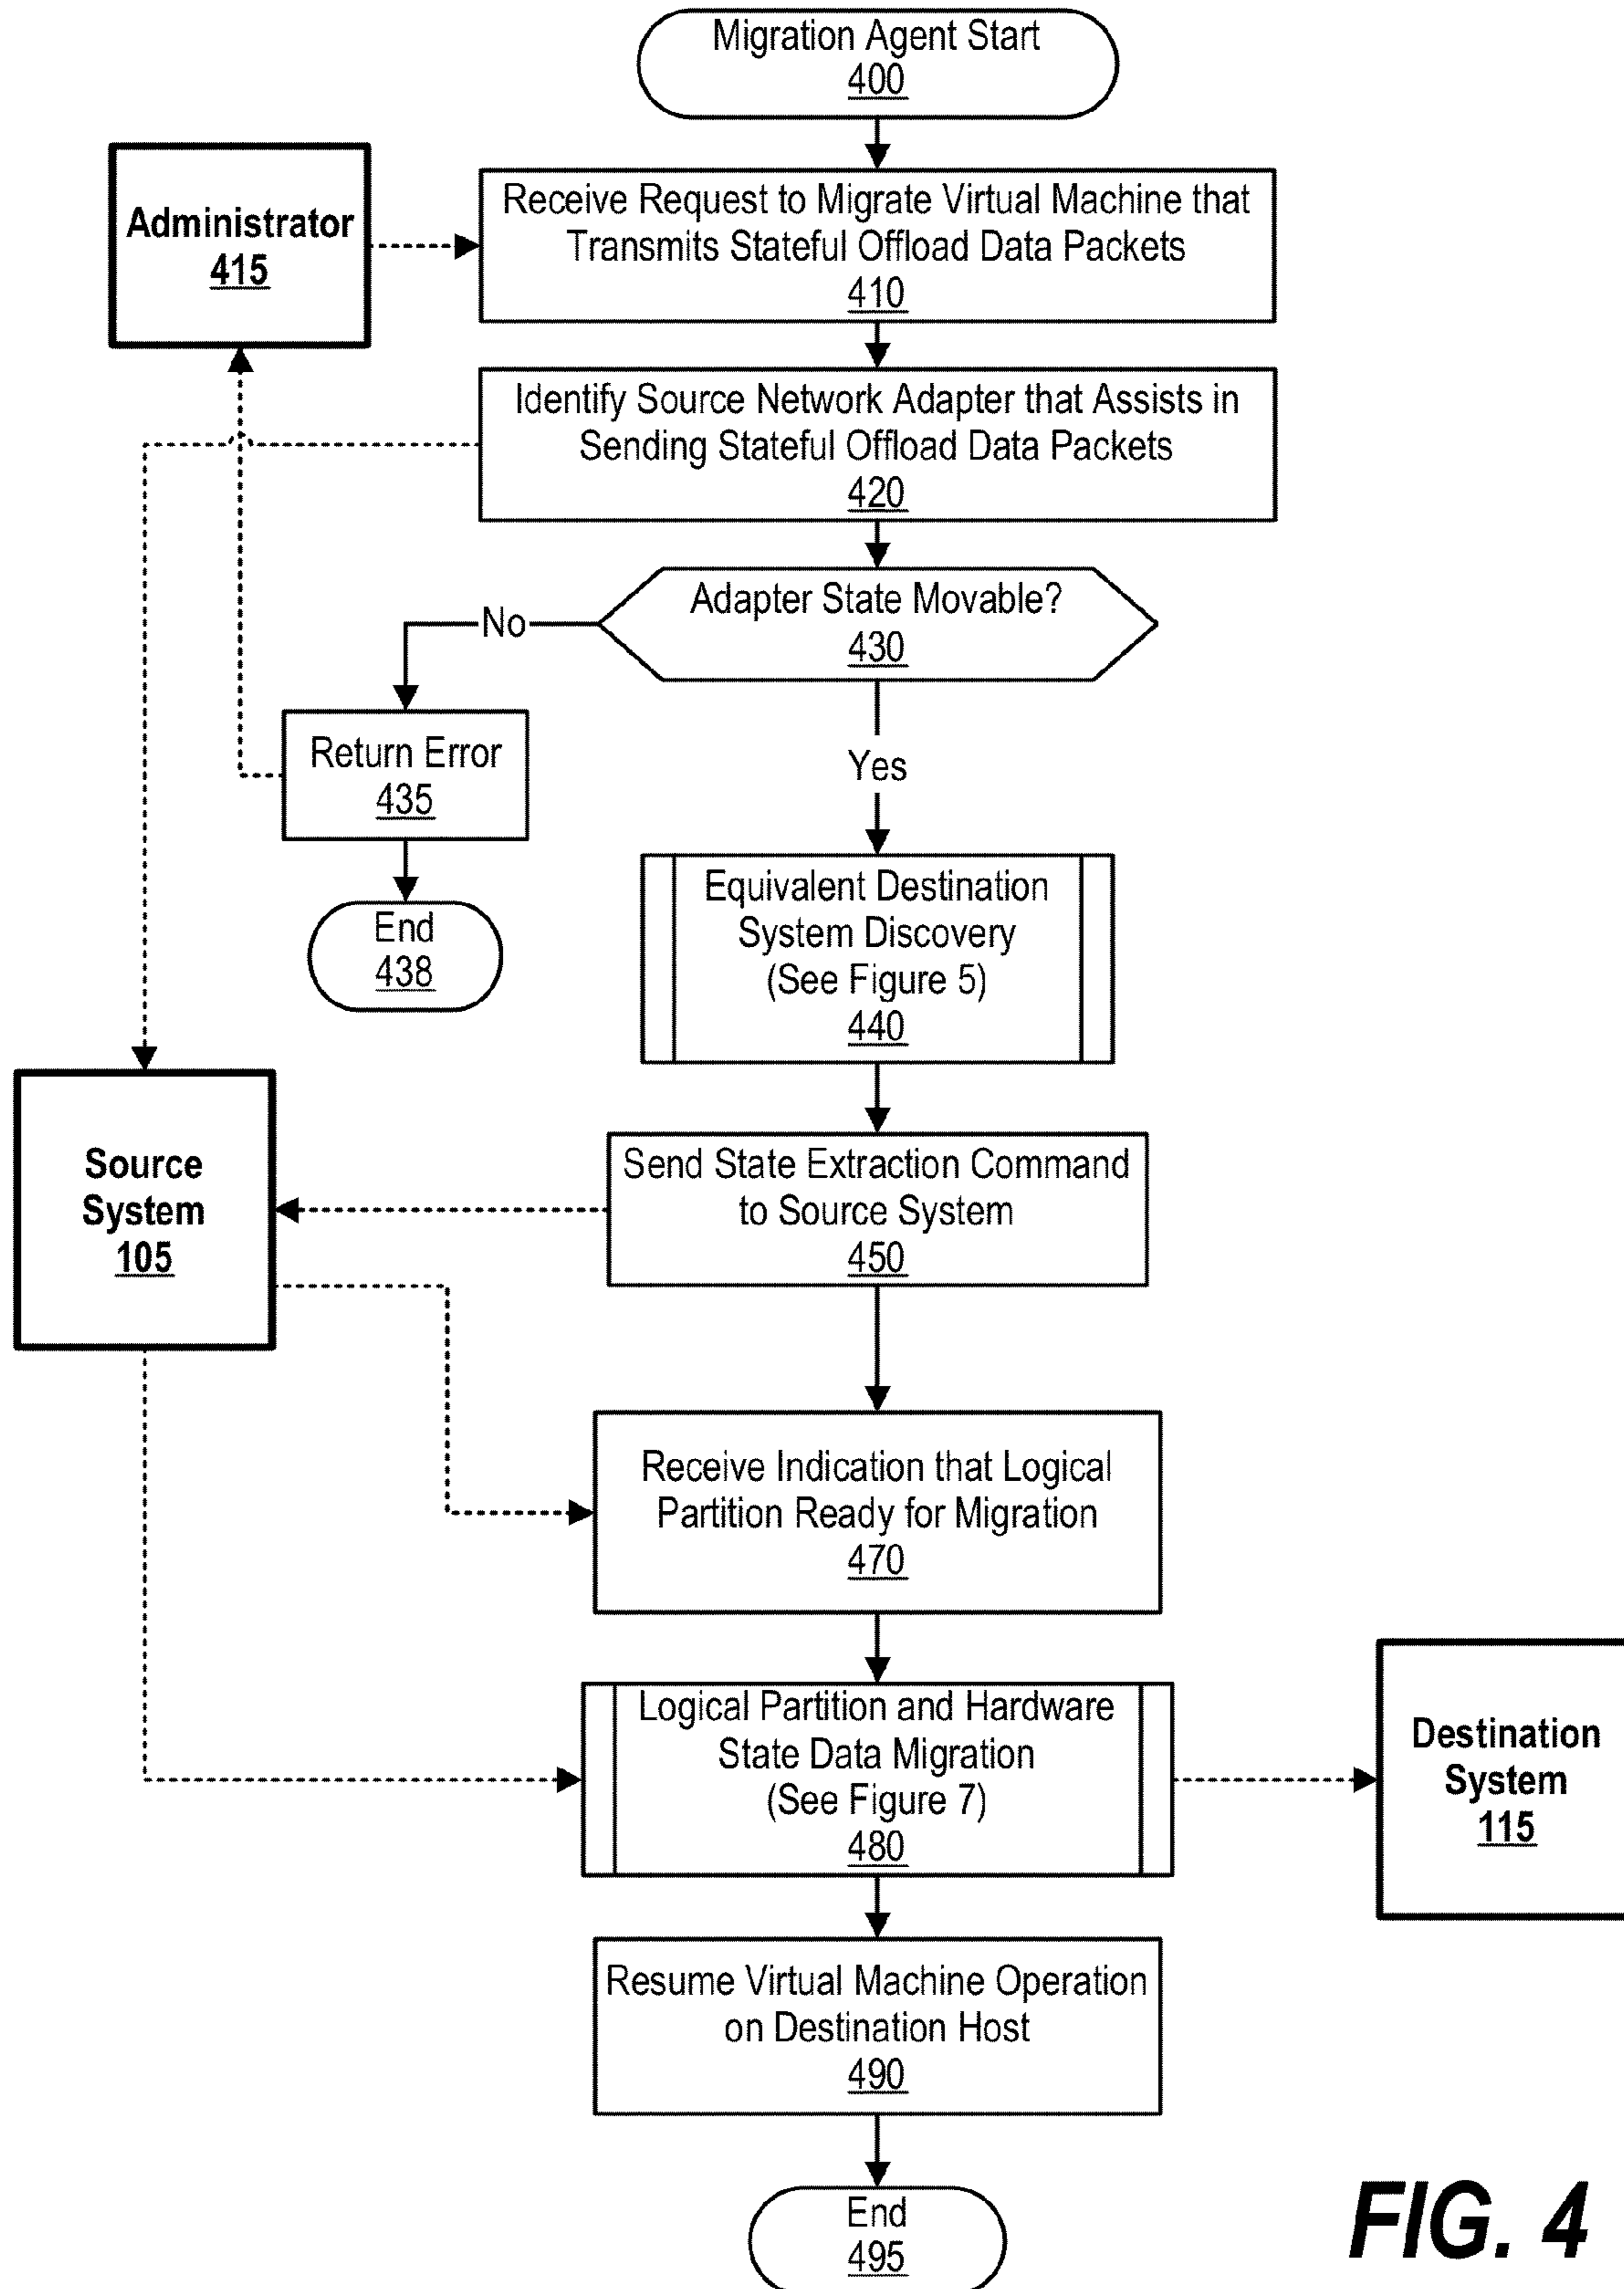 Migration Agent Start
400
Administrator
415
Receive Request to Migrate Virtual Machine that
Transmits Stateful Offload Data Packets
410
Identify Source Network Adapter that Assists in
Sending Stateful Offload Data Packets
420
Adapter State Movable?
430
No
Yes
Return Error
435
End
438
Equivalent Destination
System Discovery
(See Figure 5)
440
Source
System
105
Send State Extraction Command
to Source System
450
Receive Indication that Logical
Partition Ready for Migration
470
Logical Partition and Hardware
State Data Migration
(See Figure 7)
480
Destination
System
115
Resume Virtual Machine Operation
on Destination Host
490
End
495
FIG. 4